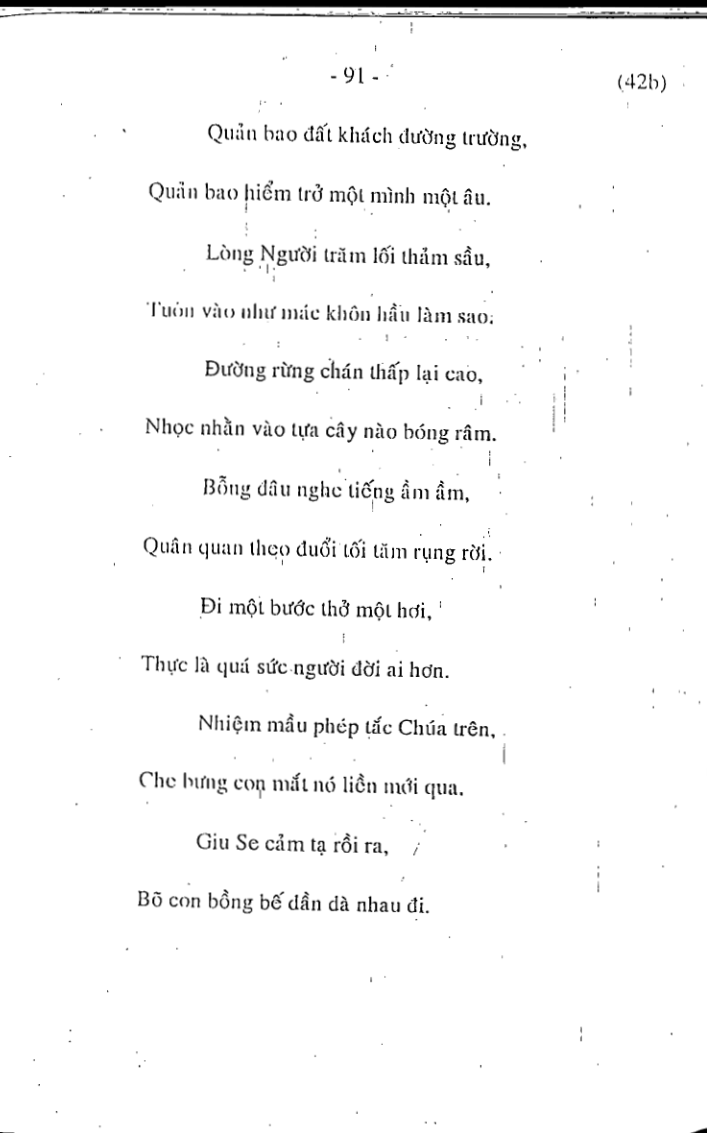 - 91 -
(42b)
Quản bao đất khách đường trường,
Quản bao hiểm trở một mình một âu.
Lòng Người trăm lối thảm sầu,
Tuôn vào như mác khôn hầu làm sao.
Đường rừng chán thấp lại cao,
Nhọc nhằn vào tựa cây nào bóng râm.
Bỗng đâu nghe tiếng ầm ầm,
Quân quan theo đuổi tối tăm rụng rời.
Đi một bước thở một hơi,
Thực là quá sức người đời ai hơn.
Nhiệm mầu phép tắc Chúa trên,
Che bưng con mắt nó liền mới qua.
Giu Se cảm tạ rồi ra,
Bõ con bồng bế dần dà nhau đi.